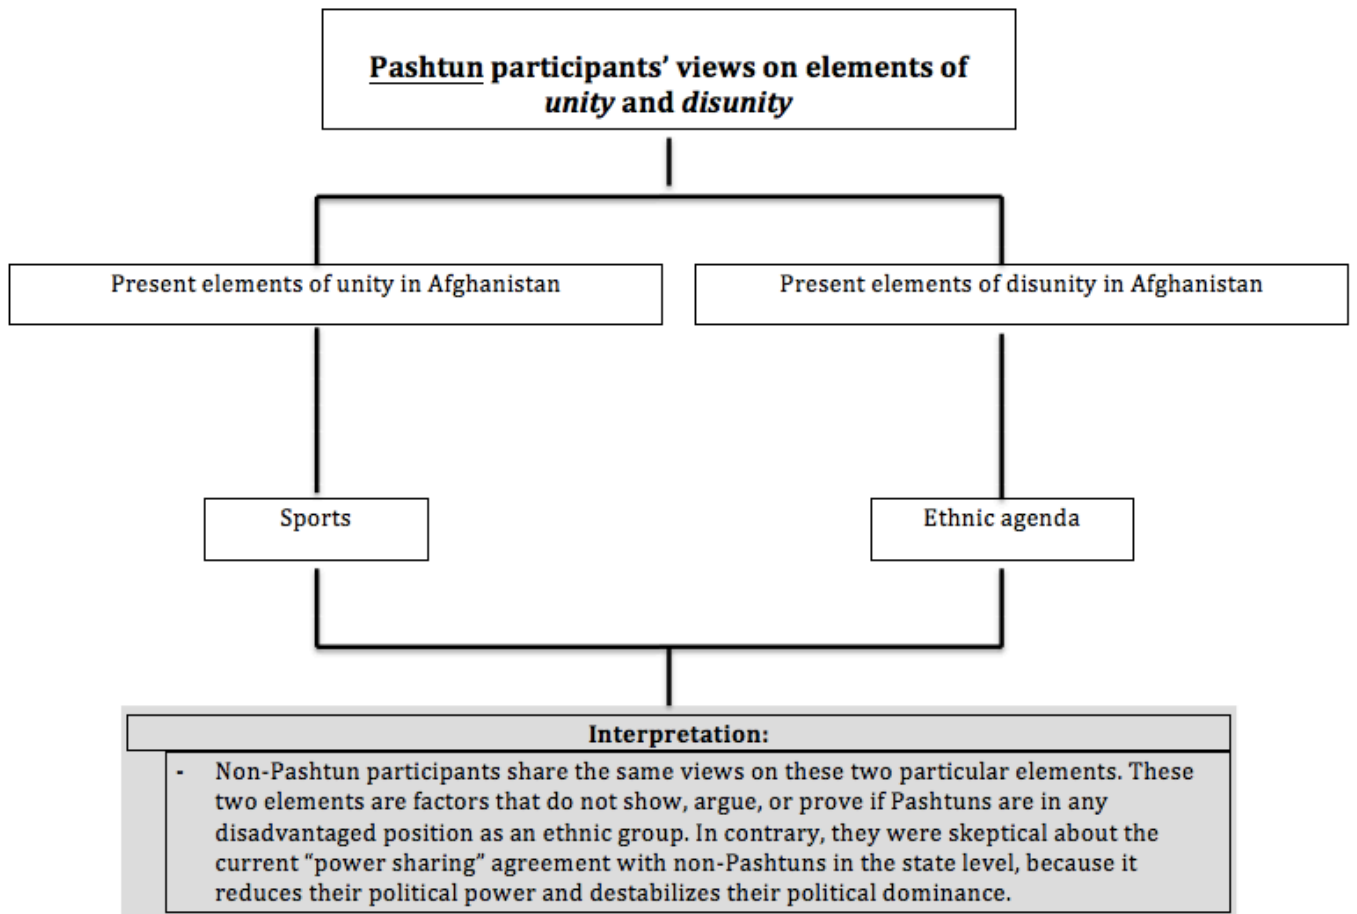 Pashtun participants’ views on elements of
unity and disunity
Present elements of unity in Afghanistan
Present elements of disunity in Afghanistan
Sports
Ethnic agenda
Interpretation:
- Non-Pashtun participants share the same views on these two particular elements. These
two elements are factors that do not show, argue, or prove if Pashtuns are in any
disadvantaged position as an ethnic group. In contrary, they were skeptical about the
current “power sharing” agreement with non-Pashtuns in the state level, because it
reduces their political power and destabilizes their political dominance.